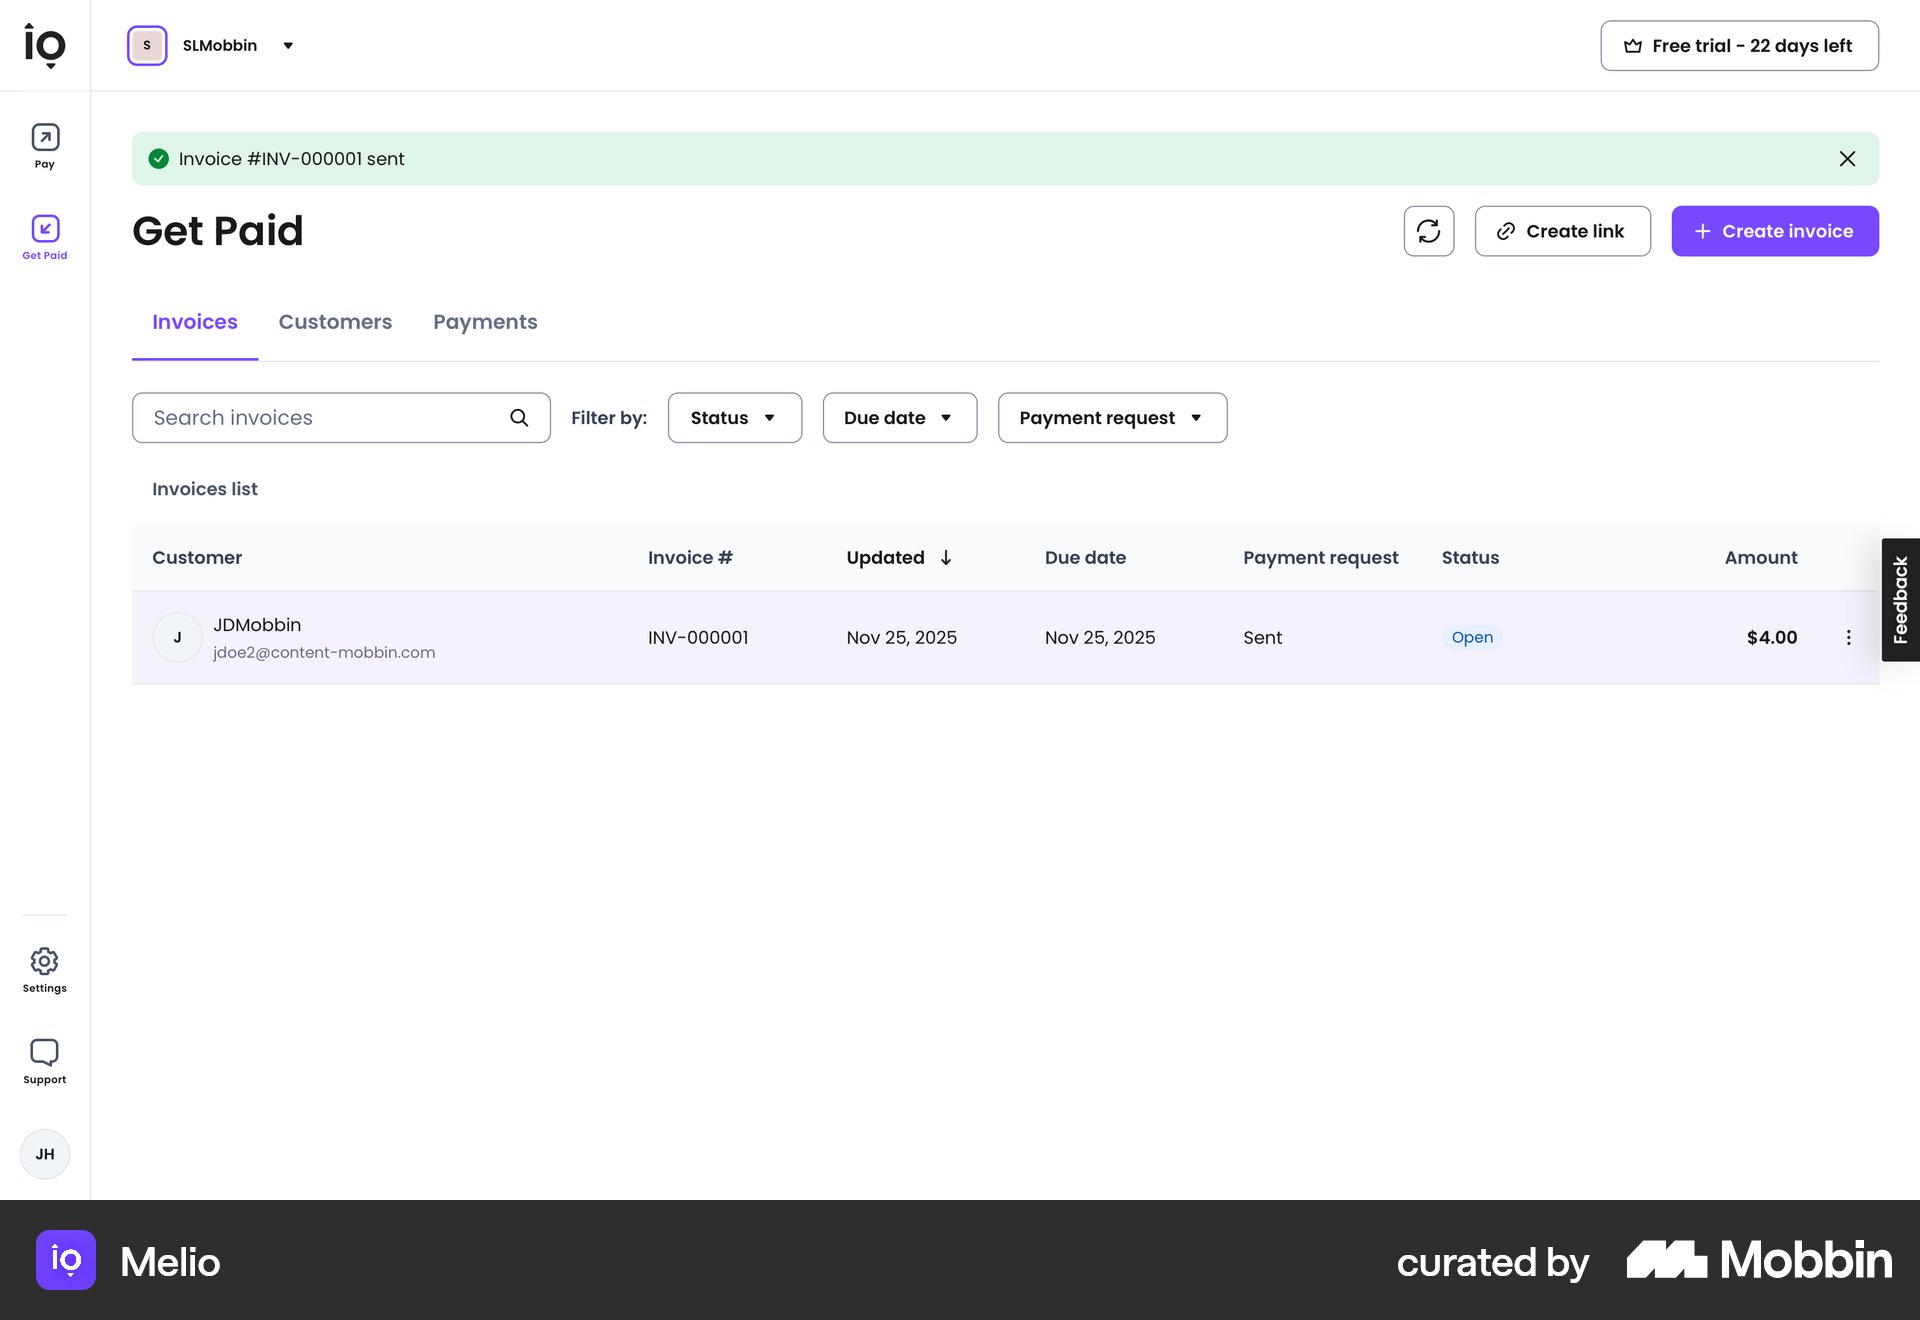 io
S SLMobbin
Free trial - 22 days left
Pay
Get Paid
Invoice #INV-000001 sent
Get Paid
Create link
Create invoice
Invoices Customers Payments
Search invoices
Filter by: Status Due date Payment request
Invoices list
Customer Invoice # Updated Due date Payment request Status Amount
J JDMobbin INV-000001 Nov 25, 2025 Nov 25, 2025 Sent Open $4.00
jdoe2@content-mobbin.com
Feedback
Settings
Support
JH
io Melio curated by Mobbin